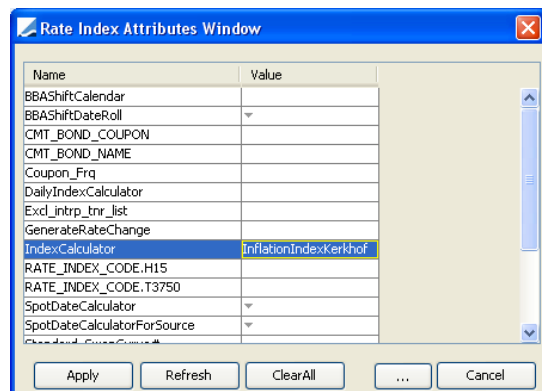 Rate Index Attributes Window
Name Value
BBAShiftCalendar
BBAShiftDateRoll
CMT_BOND_COUPON
CMT_BOND_NAME
Coupon_Frq
DailyIndexCalculator
Excl_intrp_tnr_list
GenerateRateChange
IndexCalculator InflationIndexKerkhof
RATE_INDEX_CODE.H15
RATE_INDEX_CODE.T3750
SpotDateCalculator
SpotDateCalculatorForSource
Apply Refresh ClearAll ... Cancel